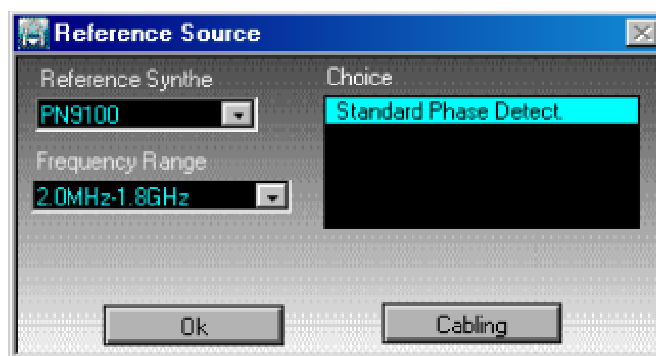 Reference Source
Reference Synthe
PN9100
Frequency Range
2.0MHz-1.8GHz
Choice
Standard Phase Detect.
Ok
Cabling